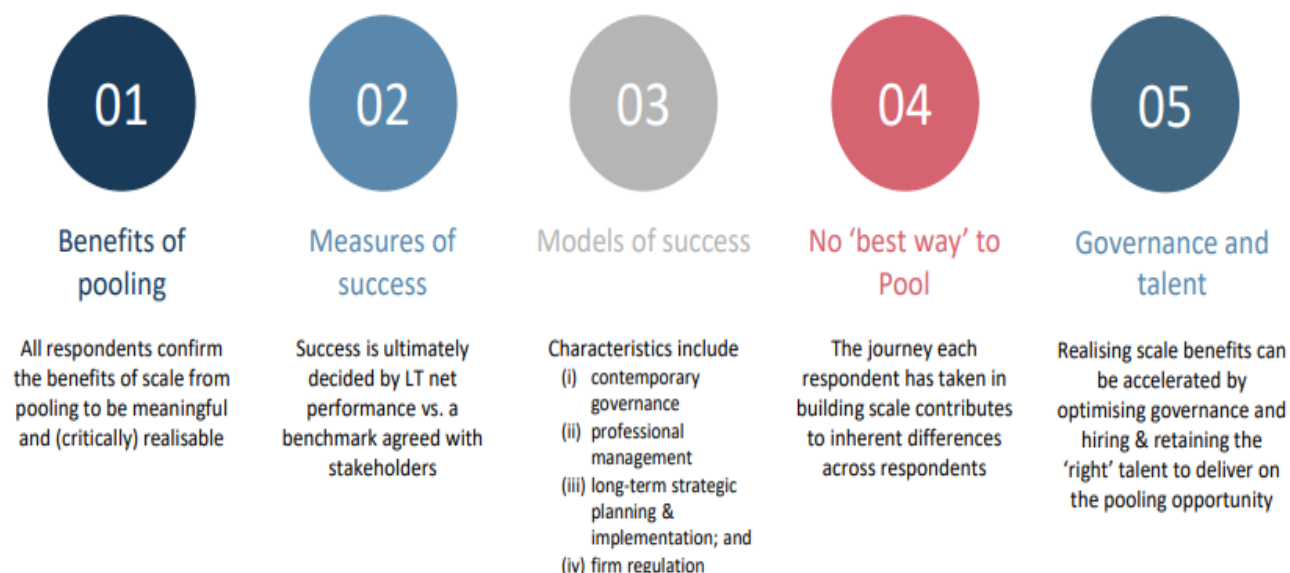 01
Benefits of
pooling
All respondents confirm
the benefits of scale from
pooling to be meaningful
and (critically) realisable
02
Measures of
success
Success is ultimately
decided by LT net
performance vs. a
benchmark agreed with
stakeholders
03
Models of success
Characteristics include
(i) contemporary
governance
(ii) professional
management
(iii) long-term strategic
planning &
implementation; and
(iv) firm regulation
04
No ‘best way’ to
Pool
The journey each
respondent has taken in
building scale contributes
to inherent differences
across respondents
05
Governance and
talent
Realising scale benefits can
be accelerated by
optimising governance and
hiring & retaining the
‘right’ talent to deliver on
the pooling opportunity